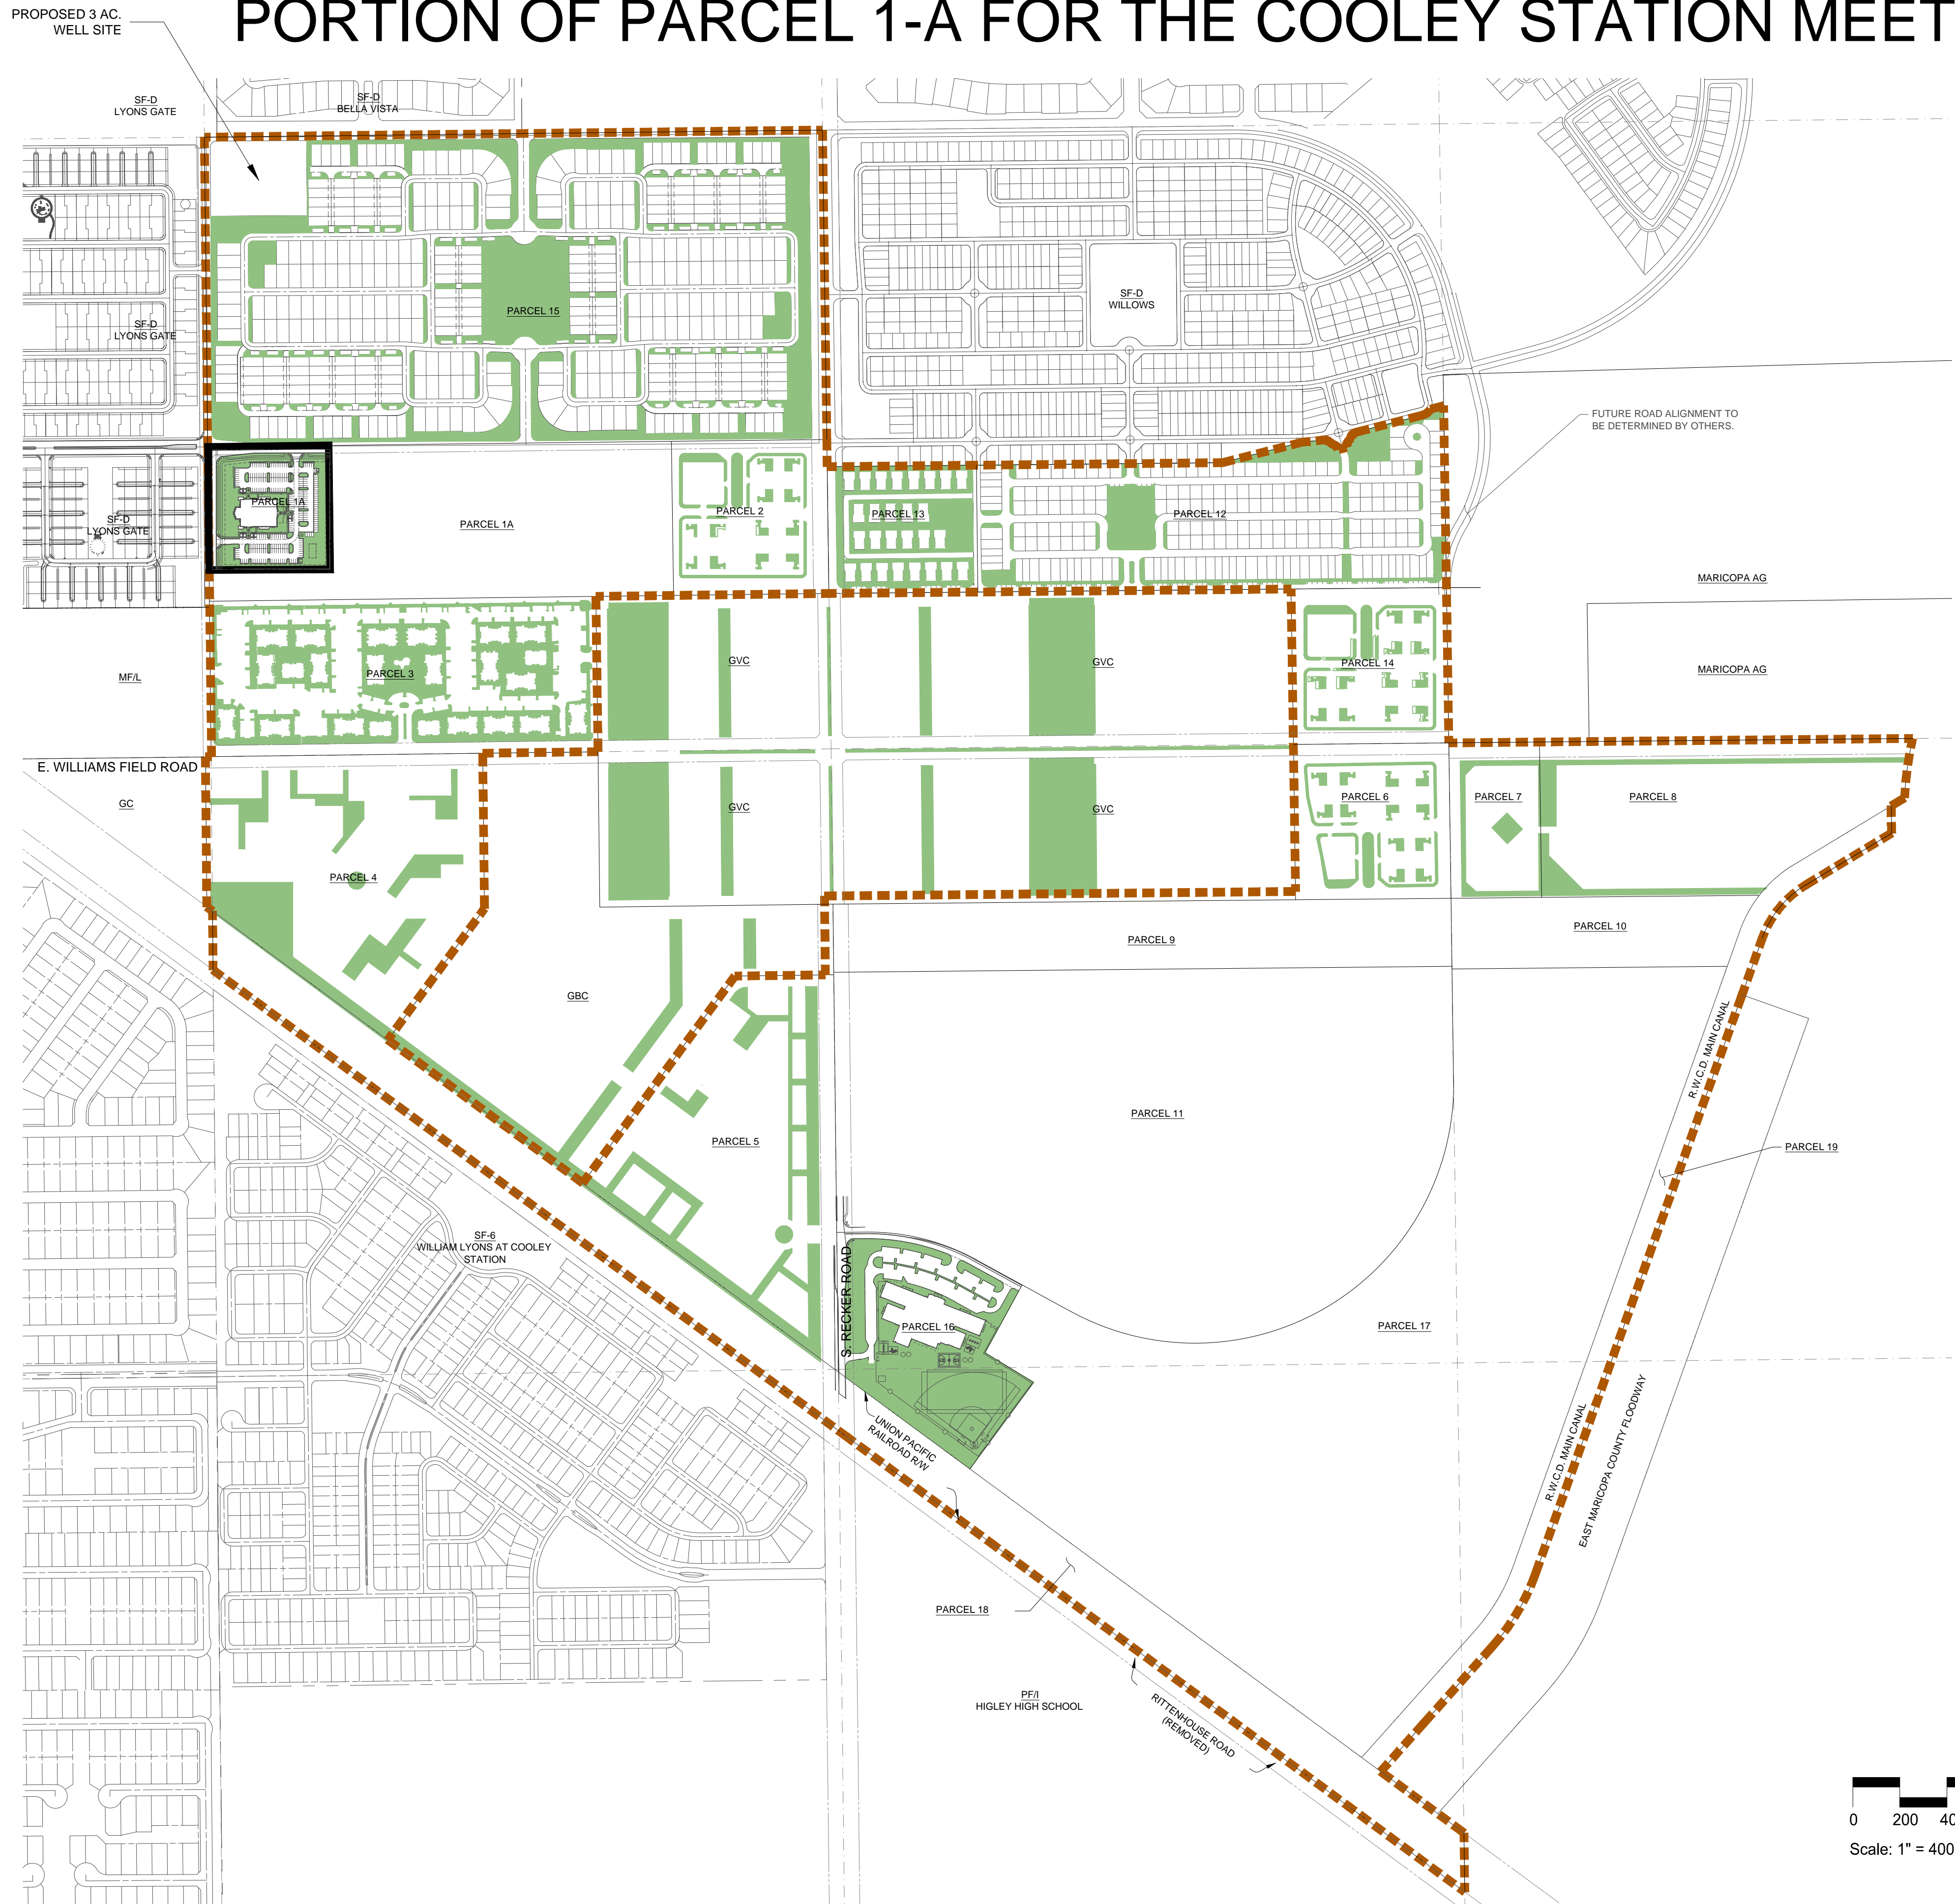 PORTION OF PARCEL 1-A FOR THE COOLEY STATION MEET
PROPOSED 3 AC.
WELL SITE
SF-D
LYONS GATE
SF-D
BELLA VISTA
SF-D
WILLOWS
PARCEL 15
SF-D
LYONS GATE
FUTURE ROAD ALIGNMENT TO
BE DETERMINED BY OTHERS.
PARCEL 1A
PARCEL 1A
PARCEL 2
PARCEL 13
PARCEL 12
SF-D
LYONS GATE
MARICOPA AG
MF/L
PARCEL 3
GVC
GVC
PARCEL 14
MARICOPA AG
E. WILLIAMS FIELD ROAD
GC
GVC
GVC
PARCEL 6
PARCEL 7
PARCEL 8
PARCEL 4
PARCEL 9
PARCEL 10
GBC
R.W.C.D. MAIN CANAL
PARCEL 11
PARCEL 5
PARCEL 19
SF-6
WILLIAM LYONS AT COOLEY
STATION
S. RECKER ROAD
PARCEL 16
PARCEL 17
UNION PACIFIC
RAILROAD R/W
R.W.C.D. MAIN CANAL
EAST MARICOPA COUNTY FLOODWAY
PARCEL 18
PF/I
HIGLEY HIGH SCHOOL
RITTENHOUSE ROAD
(REMOVED)
0 200 40
Scale: 1" = 400